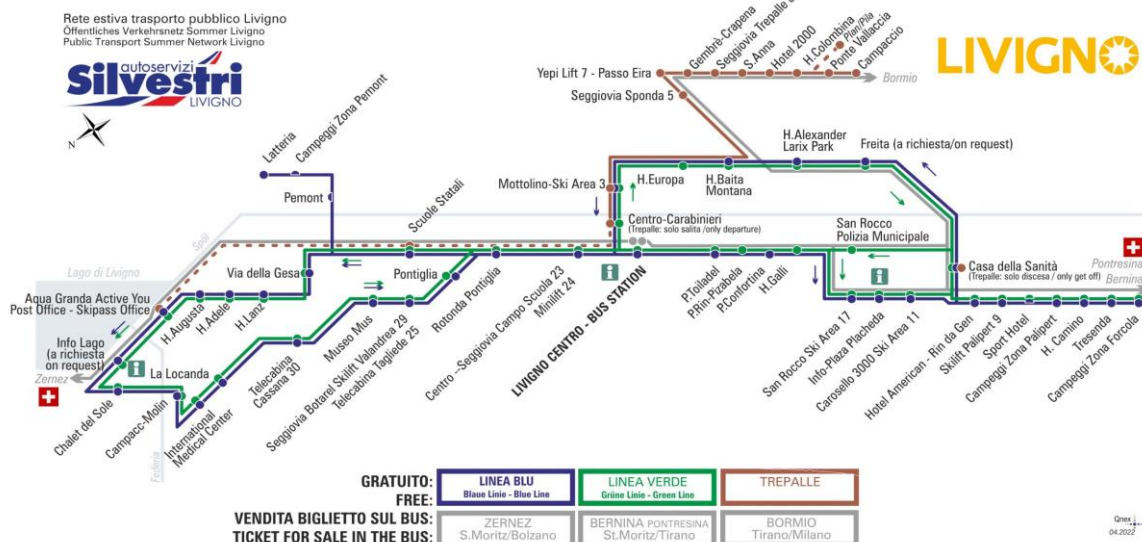 Rete estiva trasporto pubblico Livigno
Öffentliches Verkehrsnetz Sommer Livigno
Public Transport Summer Network Livigno
autoservizi
Silvestri
LIVIGNO
LIVIGNO
N
Gembrè-Crapena
Seggiovia Trepalle
S.Anna
Hotel 2000
H.Colombina
Plan/Pila
Ponte Vallaccia
Campaccio
Yepi Lift 7 - Passo Eira
Bormio
Seggiovia Sponda 5
Latteria
Campeggi Zona Pemont
Pemont
Scuole Statali
Mottolino-Ski Area 3
H.Europa
H.Baita
Montana
H.Alexander
Larix Park
Freita (a richiesta/on request)
Centro-Carabinieri
(Trepalle: solo salita /only departure)
San Rocco
Polizia Municipale
Spöl
Lago di Livigno
Via della Gesa
Pontiglia
Casa della Sanità
(Trepalle: solo discesa / only get off)
Pontresina
Bernina
Aqua Granda Active You
Post Office - Skipass Office
H.Augusta
H.Adele
H.Lanz
Info Lago
(a richiesta
on request)
Zernez
i
La Locanda
Chalet del Sole
Campacc-Molin
Federia
International
Medical Center
Telecabina
Cassana 30
Museo Mus
Seggiovia Botarel Skilift Valandrea 29
Telecabina Tagliede 25
Rotonda Pontiglia
Centro --Seggiovia Campo Scuola 23
Minilift 24
i
LIVIGNO CENTRO - BUS STATION
P.Toiladel
P.Rin-Pizabela
P.Confortina
H.Galli
i
San Rocco Ski Area 17
Info-Plaza Placheda
Carosello 3000 Ski Area 11
Hotel American - Rin da Gen
Skilift Palipert 9
Sport Hotel
Campeggi Zona Palipert
H. Camino
Tresenda
Campeggi Zona Forcola
GRATUITO:
FREE:
LINEA BLU
Blaue Linie - Blue Line
LINEA VERDE
Grüne Linie - Green Line
TREPALLE
VENDITA BIGLIETTO SUL BUS:
TICKET FOR SALE IN THE BUS:
ZERNEZ
S.Moritz/Bolzano
BERNINA PONTRESINA
St.Moritz/Tirano
BORMIO
Tirano/Milano
Qnex
04.2022